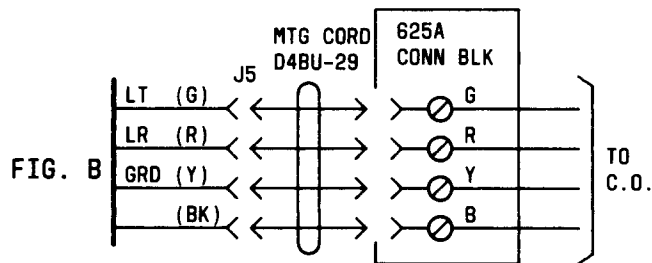 FIG. B
LT (G)
LR (R)
GRD (Y)
(BK)
J5
MTG CORD
D4BU-29
625A
CONN BLK
G
R
Y
B
TO
C.O.